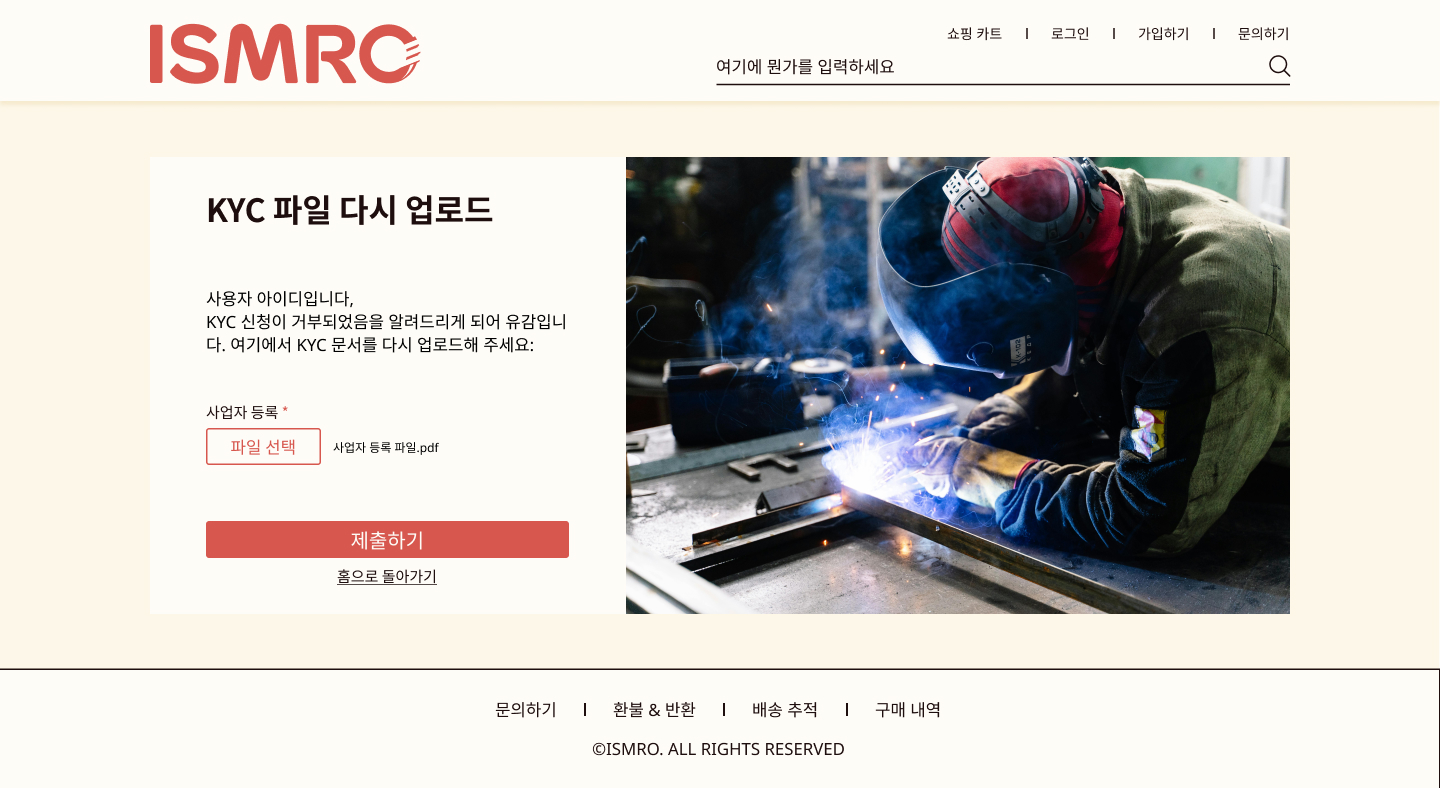 ISMRO
쇼핑 카트
로그인
가입하기
문의하기
여기에 뭔가를 입력하세요
KYC 파일 다시 업로드
사용자 아이디입니다,
KYC 신청이 거부되었음을 알려드리게 되어 유감입니
다. 여기에서 KYC 문서를 다시 업로드해 주세요:
사업자 등록 *
파일 선택
사업자 등록 파일.pdf
제출하기
홈으로 돌아가기
문의하기
환불 & 반환
배송 추적
구매 내역
©ISMRO. ALL RIGHTS RESERVED